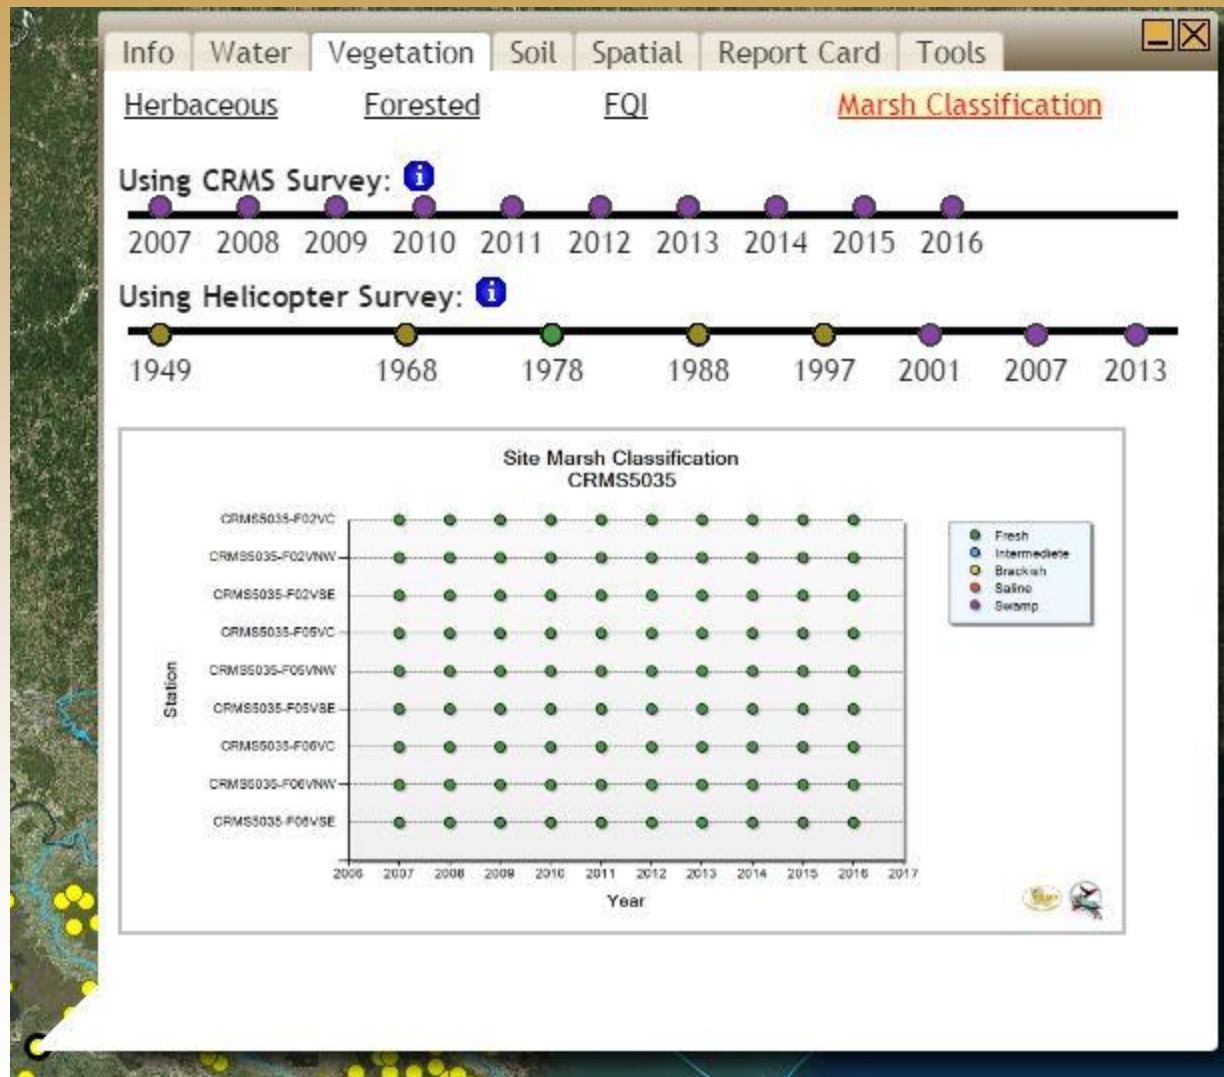 Info Water Vegetation Soil Spatial Report Card Tools
Herbaceous Forested FQI Marsh Classification
Using CRMS Survey: i
2007 2008 2009 2010 2011 2012 2013 2014 2015 2016
Using Helicopter Survey: i
1949 1968 1978 1988 1997 2001 2007 2013
Site Marsh Classification
CRMS5035
CRMS5035-F02VC
CRMS5035-F02VNW
CRMS5035-F02VSE
CRMS5035-F05VC
CRMS5035-F05VNW
CRMS5035-F05VSE
CRMS5035-F06VC
CRMS5035-F06VNW
CRMS5035-F06VSE
Station
Fresh
Intermediete
Brackish
Saline
Swamp
2006 2007 2008 2009 2010 2011 2012 2013 2014 2015 2016 2017
Year